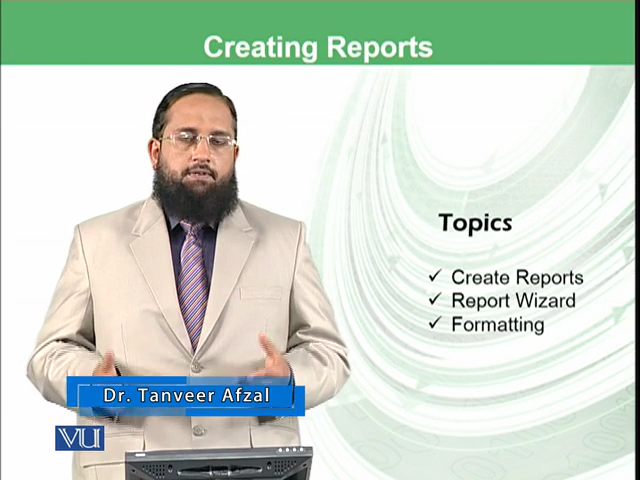 Creating Reports
Topics
✓ Create Reports
✓ Report Wizard
✓ Formatting
Dr. Tanveer Afzal
VU